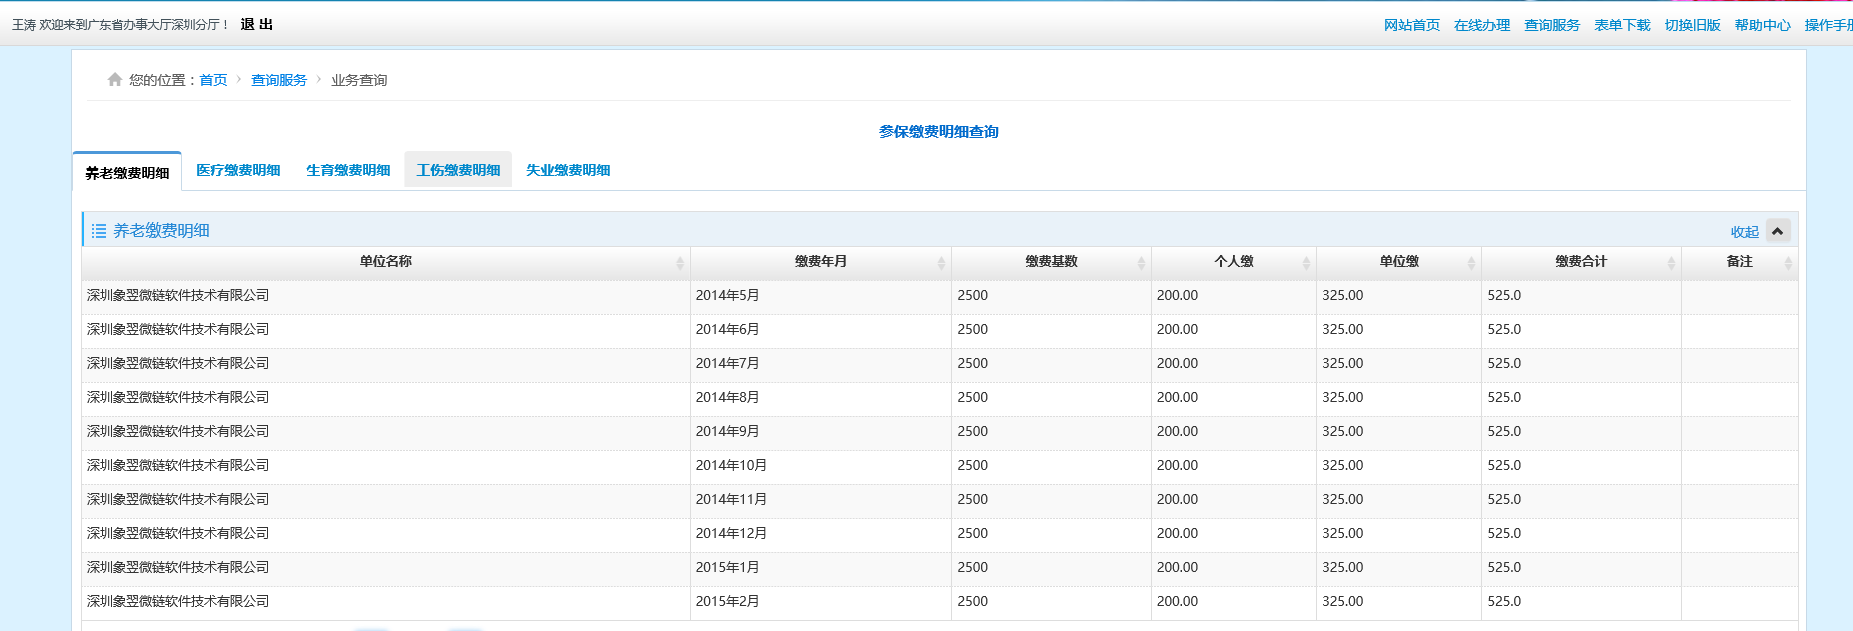 王涛 欢迎来到广东省办事大厅深圳分厅！ 退 出 网站首页 在线办理 查询服务 表单下载 切换旧版 帮助中心 操作手册
您的位置：首页 查询服务 业务查询
参保缴费明细查询
养老缴费明细 医疗缴费明细 生育缴费明细 工伤缴费明细 失业缴费明细
养老缴费明细 收起
单位名称 缴费年月 缴费基数 个人缴 单位缴 缴费合计 备注
深圳象翌微链软件技术有限公司 2014年5月 2500 200.00 325.00 525.0
深圳象翌微链软件技术有限公司 2014年6月 2500 200.00 325.00 525.0
深圳象翌微链软件技术有限公司 2014年7月 2500 200.00 325.00 525.0
深圳象翌微链软件技术有限公司 2014年8月 2500 200.00 325.00 525.0
深圳象翌微链软件技术有限公司 2014年9月 2500 200.00 325.00 525.0
深圳象翌微链软件技术有限公司 2014年10月 2500 200.00 325.00 525.0
深圳象翌微链软件技术有限公司 2014年11月 2500 200.00 325.00 525.0
深圳象翌微链软件技术有限公司 2014年12月 2500 200.00 325.00 525.0
深圳象翌微链软件技术有限公司 2015年1月 2500 200.00 325.00 525.0
深圳象翌微链软件技术有限公司 2015年2月 2500 200.00 325.00 525.0